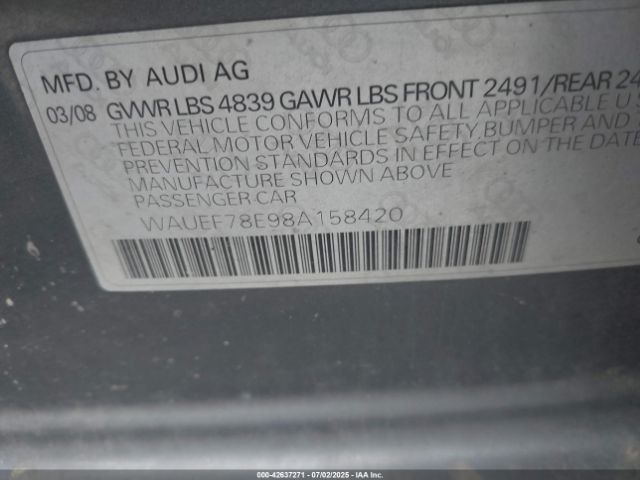 MFD. BY AUDI AG
03/08 GVWR LBS 4839 GAWR LBS FRONT 2491/REAR 24
THIS VEHICLE CONFORMS TO ALL APPLICABLE U
FEDERAL MOTOR VEHICLE SAFETY, BUMPER AND
PREVENTION STANDARDS IN EFFECT ON THE DATE
MANUFACTURE SHOWN ABOVE
PASSENGER CAR
WAUEF78E98A158420
000-42637271 - 07/02/2025 - IAA Inc.